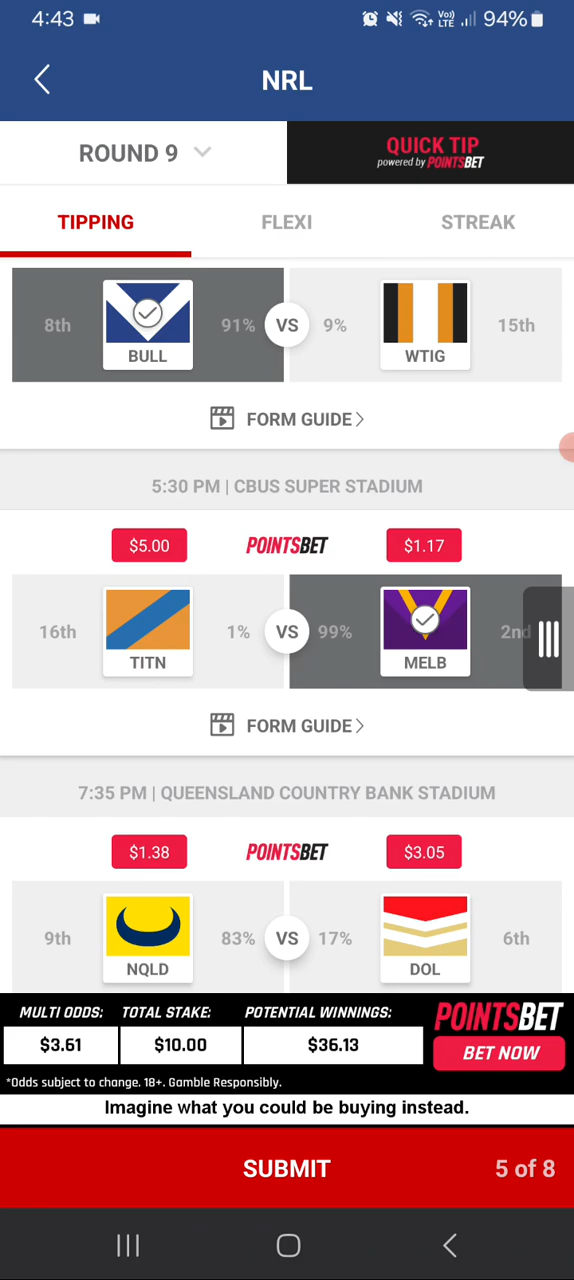 4:43 Vo)) LTE 94%
NRL
ROUND 9 QUICK TIP
powered by POINTSBET
TIPPING FLEXI STREAK
8th BULL 91% VS 9% WTIG 15th
FORM GUIDE
5:30 PM | CBUS SUPER STADIUM
$5.00 POINTSBET $1.17
16th TITN 1% VS 99% MELB 2nd
FORM GUIDE
7:35 PM | QUEENSLAND COUNTRY BANK STADIUM
$1.38 POINTSBET $3.05
9th NQLD 83% VS 17% DOL 6th
MULTI ODDS: TOTAL STAKE: POTENTIAL WINNINGS: POINTSBET
$3.61 $10.00 $36.13 BET NOW
*Odds subject to change. 18+. Gamble Responsibly.
Imagine what you could be buying instead.
SUBMIT 5 of 8